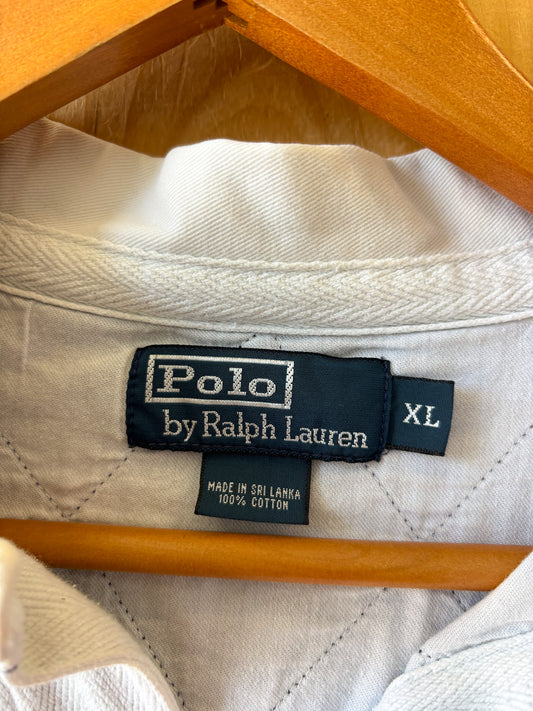 Polo
by Ralph Lauren
XL
MADE IN SRI LANKA
100% COTTON